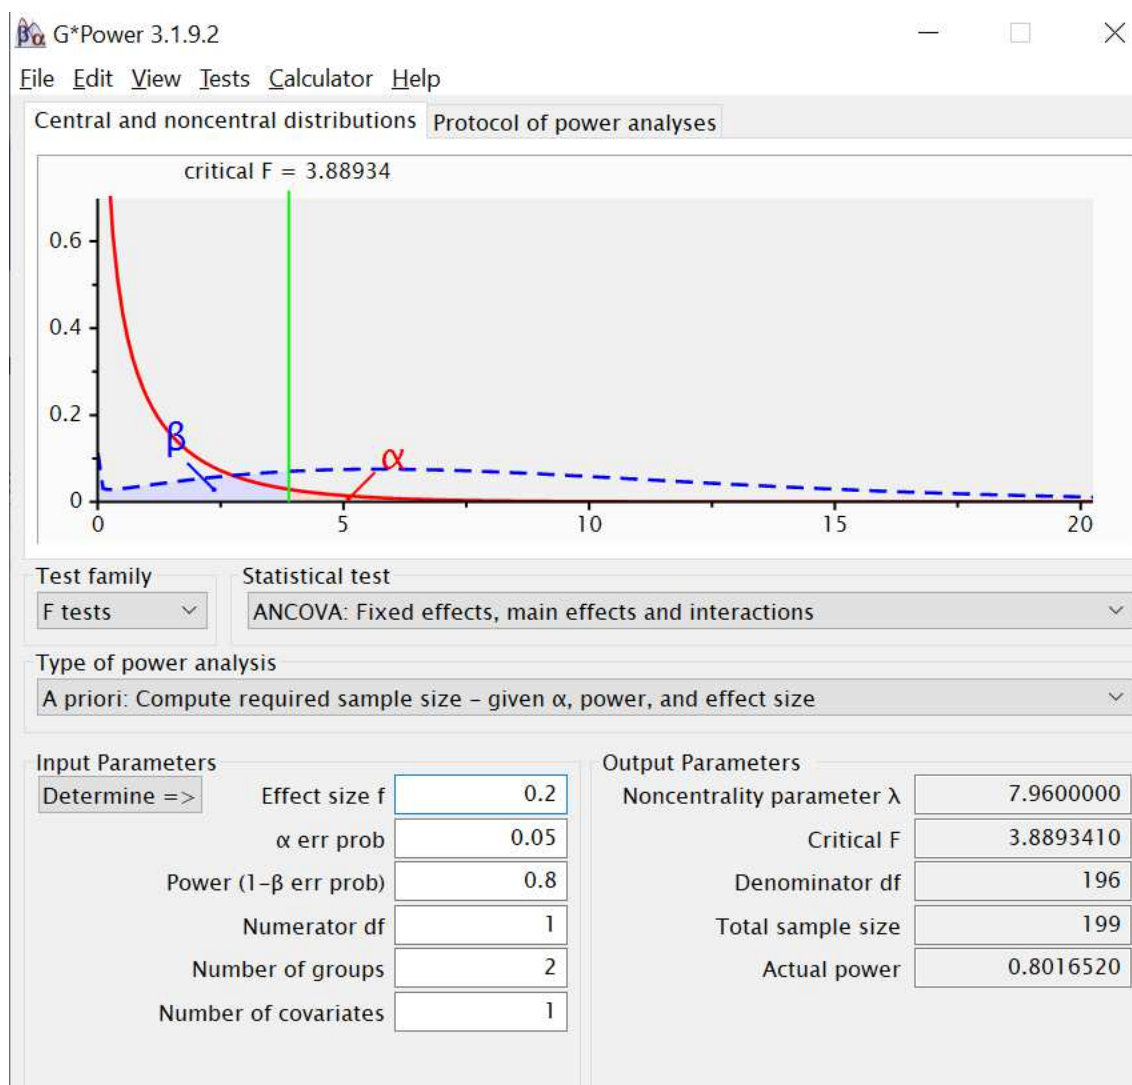 G*Power 3.1.9.2
File Edit View Tests Calculator Help
Central and noncentral distributions Protocol of power analyses
critical F = 3.88934
0.6
0.4
0.2
β
α
0
0 5 10 15 20
Test family Statistical test
F tests ANCOVA: Fixed effects, main effects and interactions
Type of power analysis
A priori: Compute required sample size – given α, power, and effect size
Input Parameters Output Parameters
Determine => Effect size f 0.2 Noncentrality parameter λ 7.9600000
α err prob 0.05 Critical F 3.8893410
Power (1-β err prob) 0.8 Denominator df 196
Numerator df 1 Total sample size 199
Number of groups 2 Actual power 0.8016520
Number of covariates 1